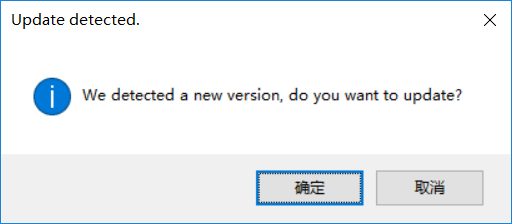 Update detected.
We detected a new version, do you want to update?
确定
取消